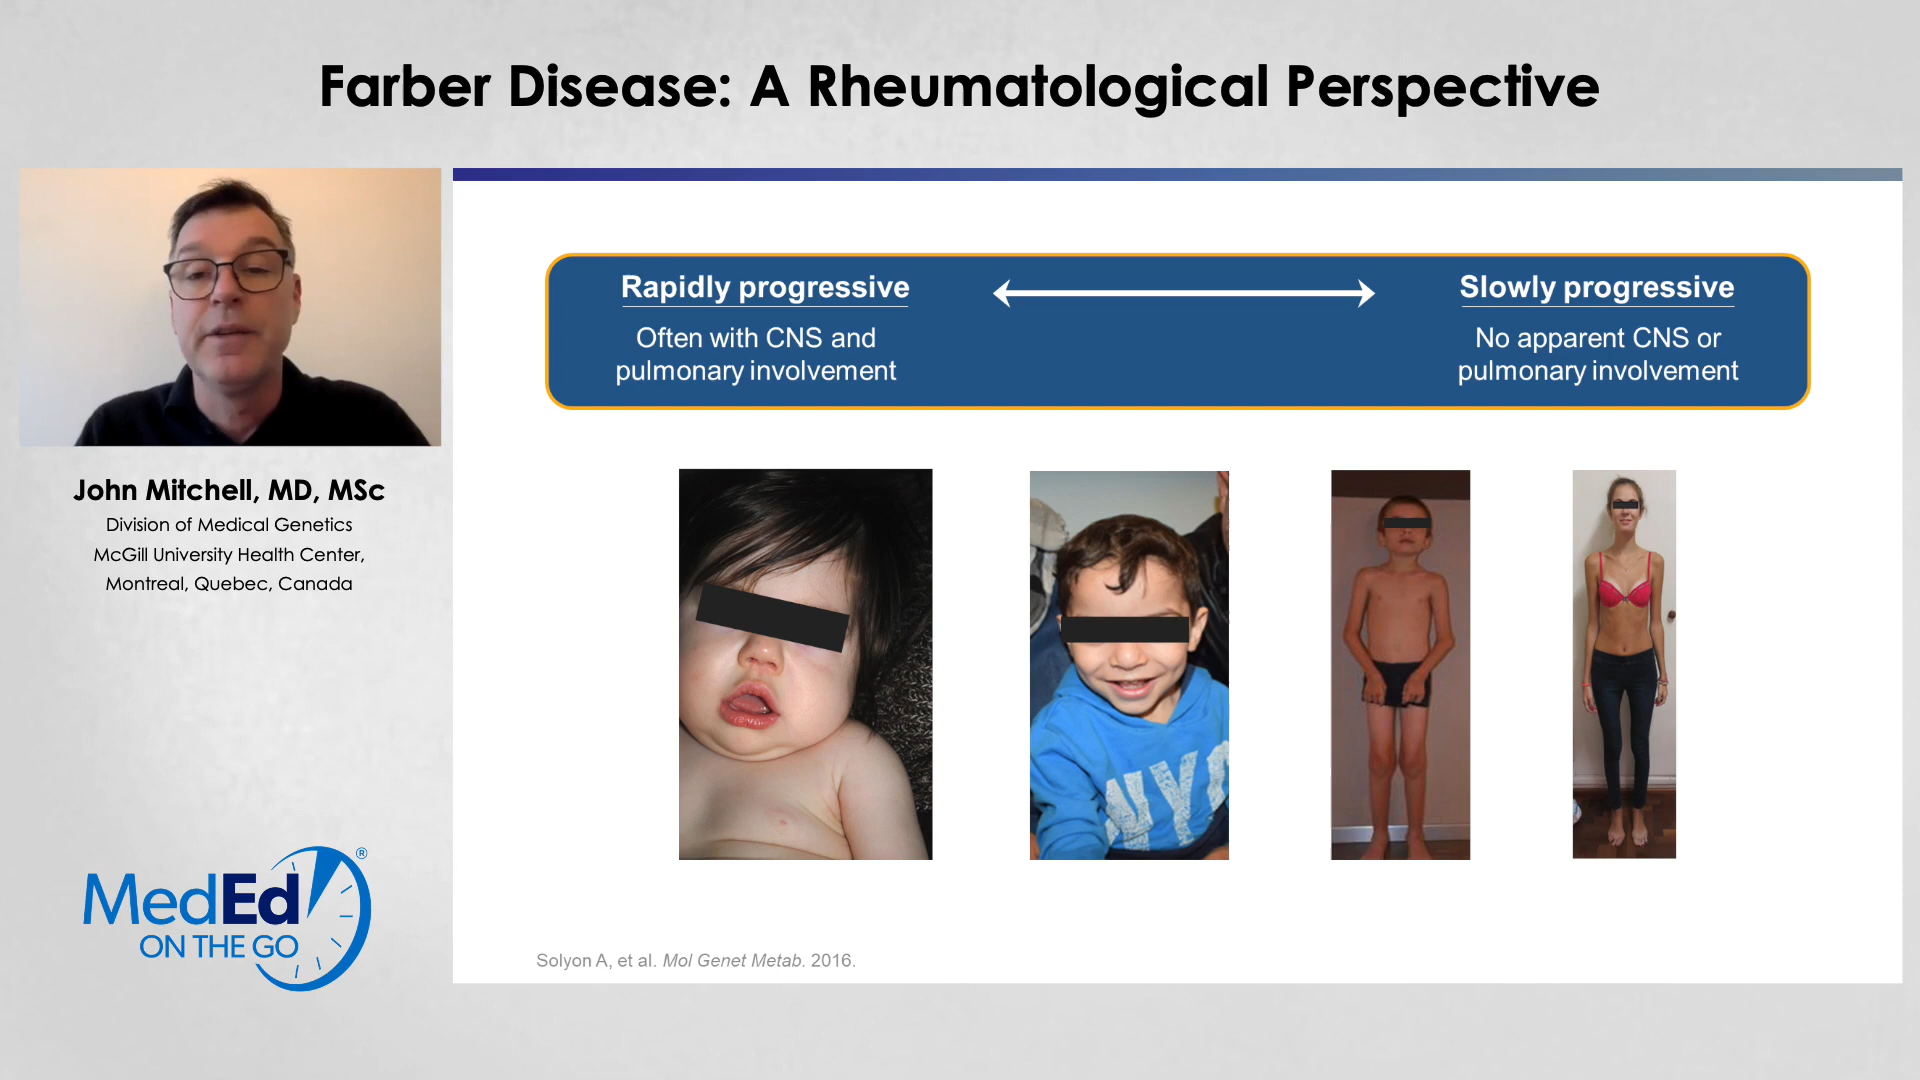 Farber Disease: A Rheumatological Perspective
John Mitchell, MD, MSc
Division of Medical Genetics
McGill University Health Center,
Montreal, Quebec, Canada
MedEd®
ON THE GO
Rapidly progressive
Often with CNS and
pulmonary involvement
Slowly progressive
No apparent CNS or
pulmonary involvement
NYC
Solyon A, et al. Mol Genet Metab. 2016.